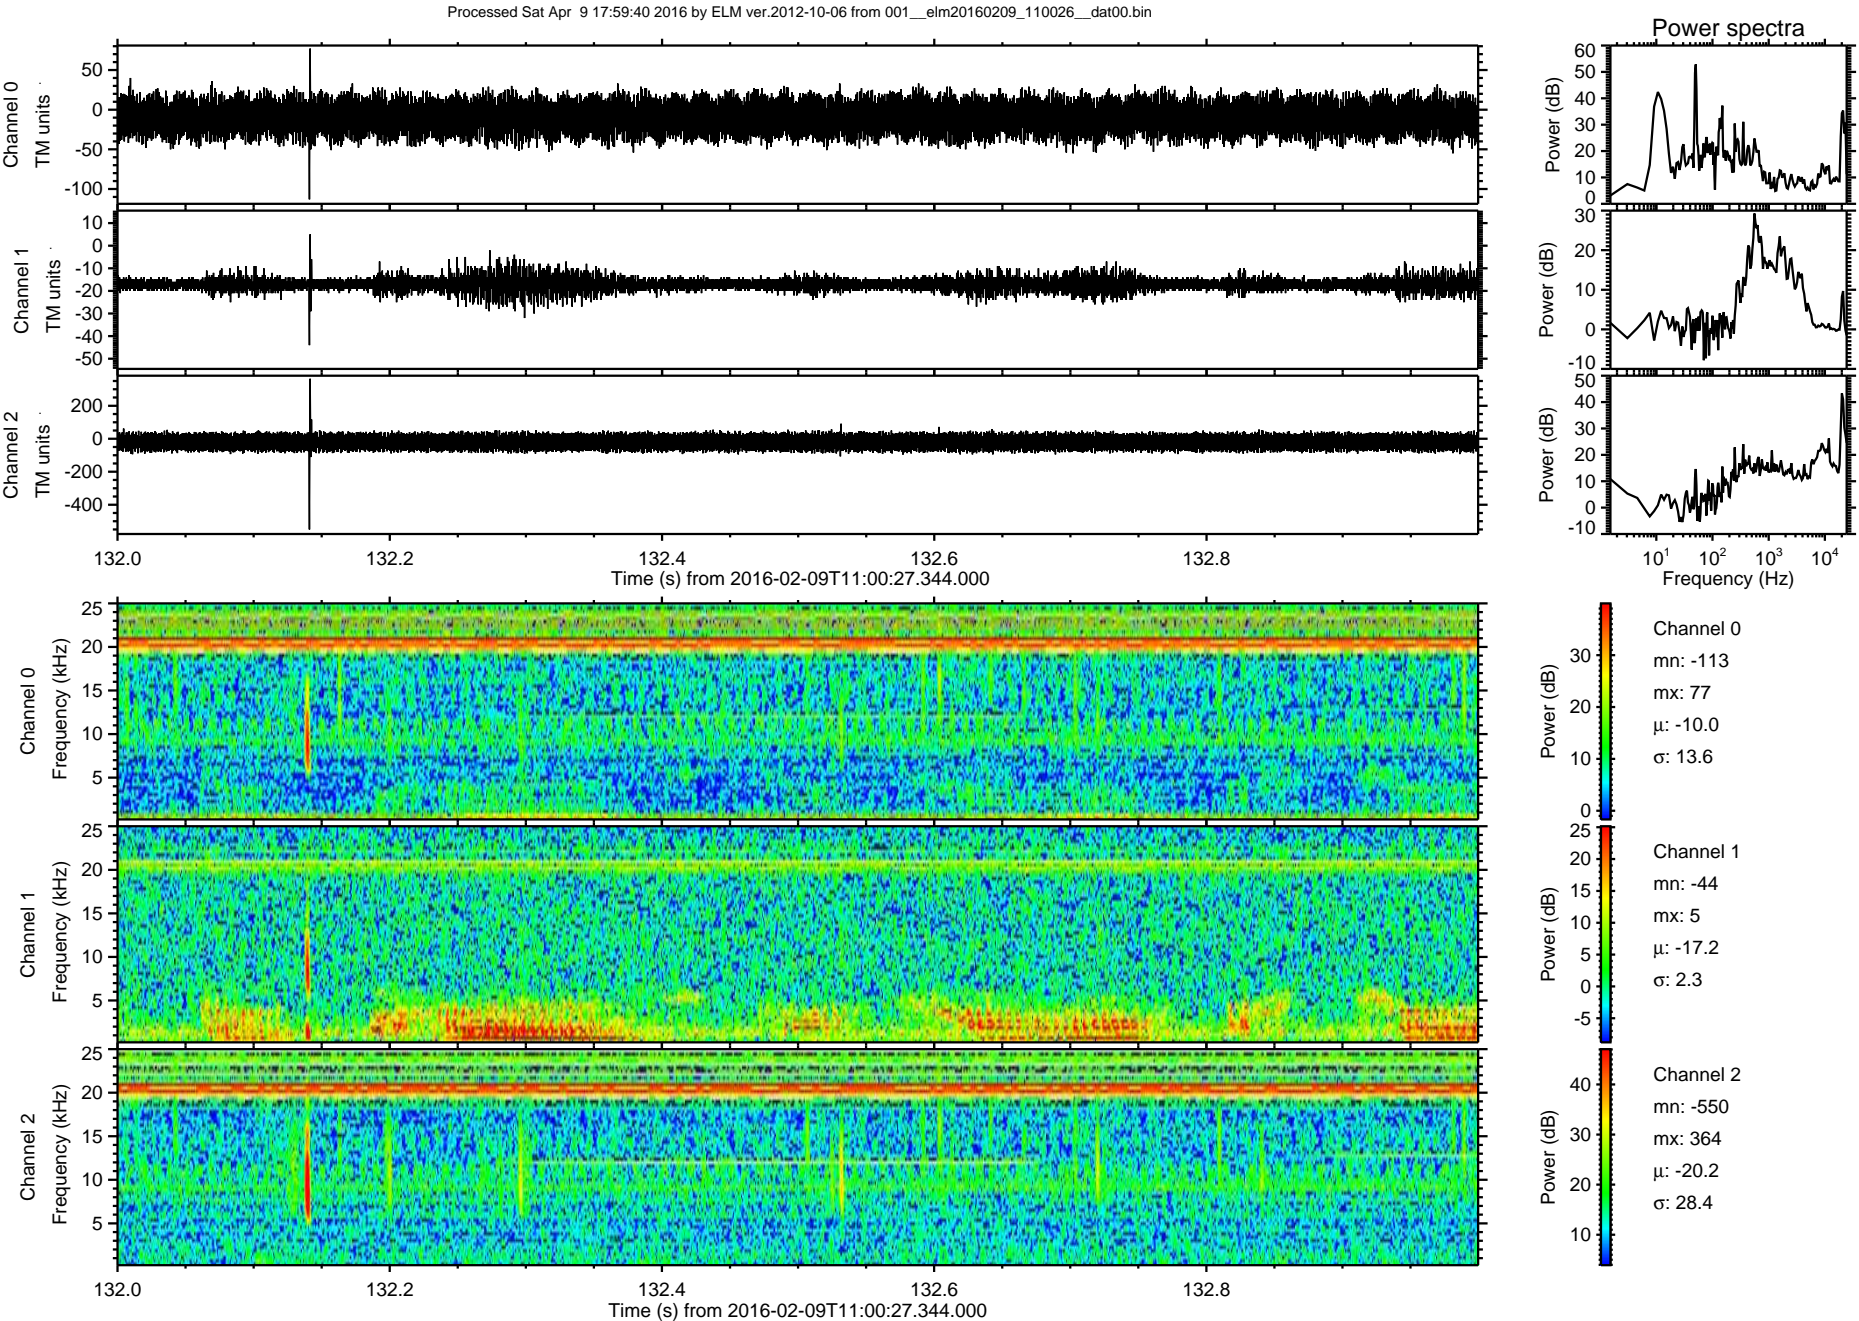 Processed Sat Apr  9 17:59:40 2016 by ELM ver.2012-10-06 from 001__elm20160209_110026__dat00.bin
Power spectra
Channel 0
TM units
50
0
-50
-100
Power (dB)
60
50
40
30
20
10
0
Channel 1
TM units
10
0
-10
-20
-30
-40
-50
Power (dB)
30
20
10
0
-10
Channel 2
TM units
200
0
-200
-400
Power (dB)
50
40
30
20
10
0
-10
132.0 132.2 132.4 132.6 132.8
Time (s) from 2016-02-09T11:00:27.344.000
10¹ 10² 10³ 10⁴
Frequency (Hz)
Channel 0
Frequency (kHz)
25
20
15
10
5
Power (dB)
30
20
10
0
Channel 0
mn: -113
mx: 77
μ: -10.0
σ: 13.6
Channel 1
Frequency (kHz)
25
20
15
10
5
Power (dB)
25
20
15
10
5
0
-5
Channel 1
mn: -44
mx: 5
μ: -17.2
σ: 2.3
Channel 2
Frequency (kHz)
25
20
15
10
5
Power (dB)
40
30
20
10
Channel 2
mn: -550
mx: 364
μ: -20.2
σ: 28.4
132.0 132.2 132.4 132.6 132.8
Time (s) from 2016-02-09T11:00:27.344.000